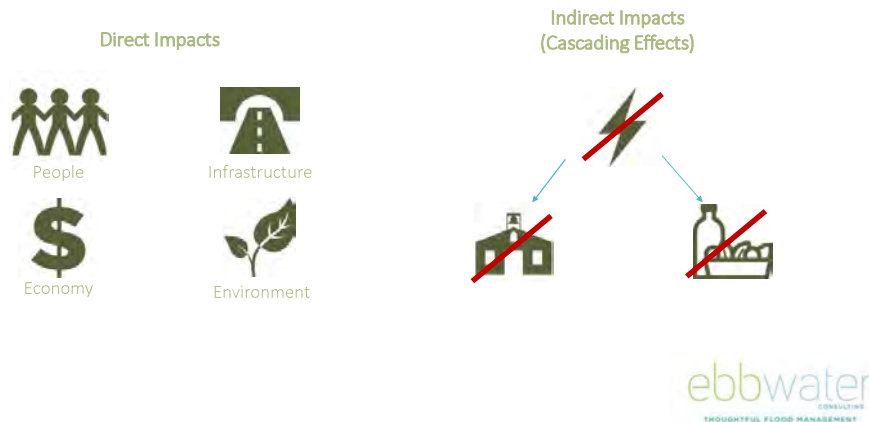 Direct Impacts
Indirect Impacts
(Cascading Effects)
People
Infrastructure
Economy
Environment
ebbwater
CONSULTING
THOUGHTFUL FLOOD MANAGEMENT